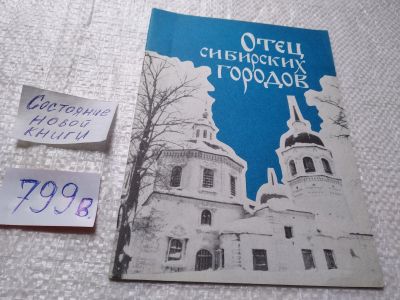 Отец
сибирских
городов
Состояние
новой
книги
799в.